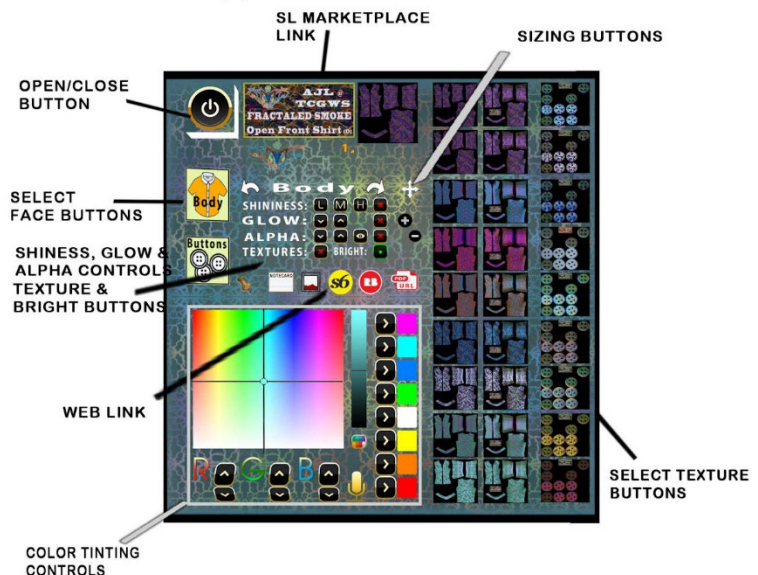 SL MARKETPLACE
LINK
SIZING BUTTONS
OPEN/CLOSE
BUTTON
AJL @
TCGWS
FRACTALED SMOKE
Open Front Shirt
1.
SELECT
FACE BUTTONS
Body
Body
SHININESS: L M H
GLOW:
ALPHA:
TEXTURES: BRIGHT:
Buttons
SHINESS, GLOW &
ALPHA CONTROLS
TEXTURE &
BRIGHT BUTTONS
NOTECARD
s6
RB
PDF
URL
WEB LINK
R G B
SELECT TEXTURE
BUTTONS
COLOR TINTING
CONTROLS